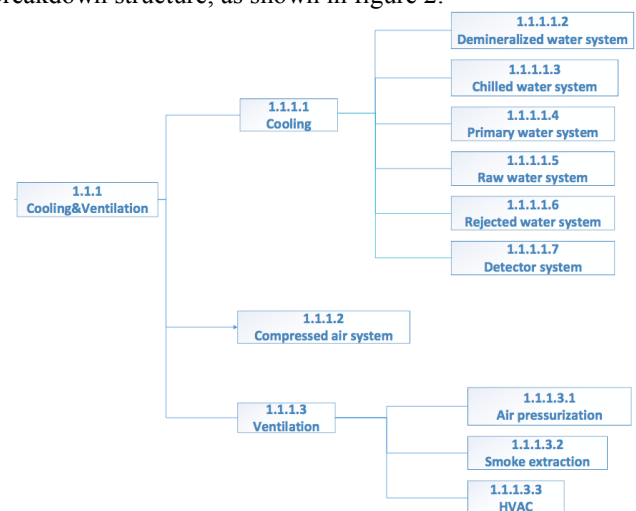 breakdown structure, as shown in figure 2.
1.1.1.1.2
Demineralized water system
1.1.1.1.3
Chilled water system
1.1.1.1
Cooling
1.1.1.1.4
Primary water system
1.1.1.1.5
Raw water system
1.1.1
Cooling&Ventilation
1.1.1.1.6
Rejected water system
1.1.1.1.7
Detector system
1.1.1.2
Compressed air system
1.1.1.3.1
Air pressurization
1.1.1.3
Ventilation
1.1.1.3.2
Smoke extraction
1.1.1.3.3
HVAC